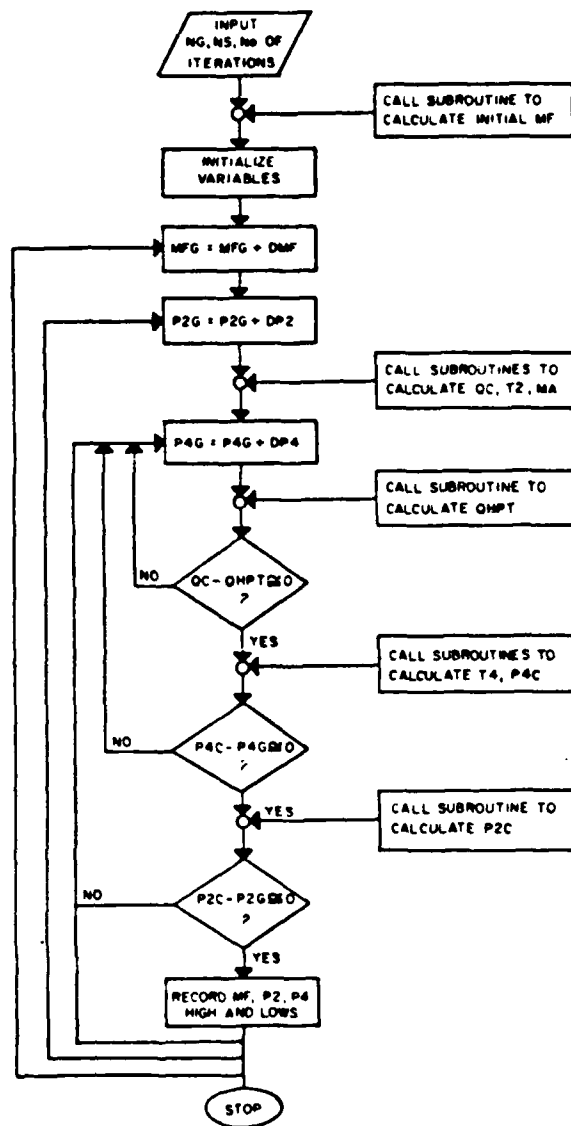 INPUT
NG, NS, No OF
ITERATIONS
CALL SUBROUTINE TO
CALCULATE INITIAL MF
INITIALIZE
VARIABLES
MFG = MFG + DMF
P2G = P2G + DP2
CALL SUBROUTINES TO
CALCULATE QC, T2, MA
P4G = P4G + DP4
CALL SUBROUTINE TO
CALCULATE QHPT
QC-QHPT≅0
?
NO
YES
CALL SUBROUTINES TO
CALCULATE T4, P4C
P4C-P4G≅0
?
NO
YES
CALL SUBROUTINE TO
CALCULATE P2C
P2C-P2G≅0
?
NO
YES
RECORD MF, P2, P4
HIGH AND LOWS
STOP